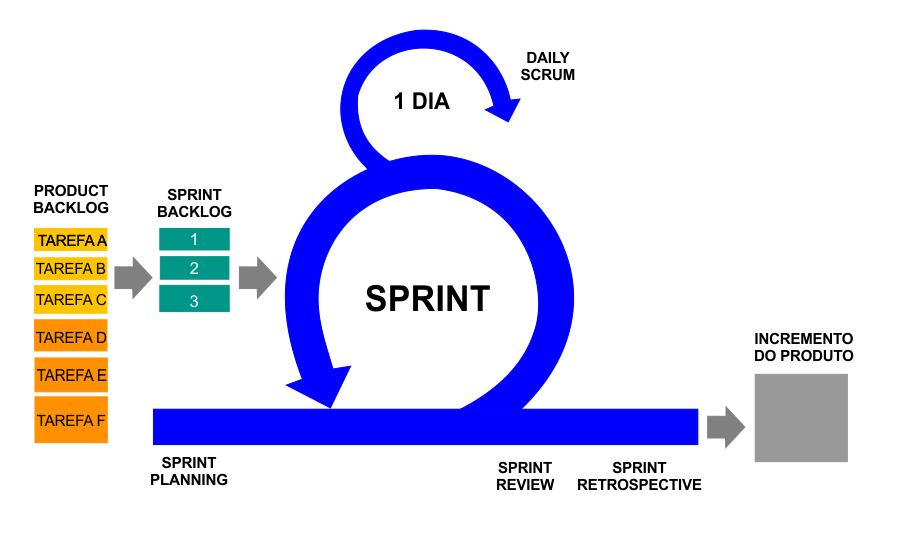 DAILY
SCRUM
1 DIA
PRODUCT
BACKLOG
TAREFA A
TAREFA B
TAREFA C
TAREFA D
TAREFA E
TAREFA F
SPRINT
BACKLOG
1
2
3
SPRINT
INCREMENTO
DO PRODUTO
SPRINT
PLANNING
SPRINT
REVIEW
SPRINT
RETROSPECTIVE